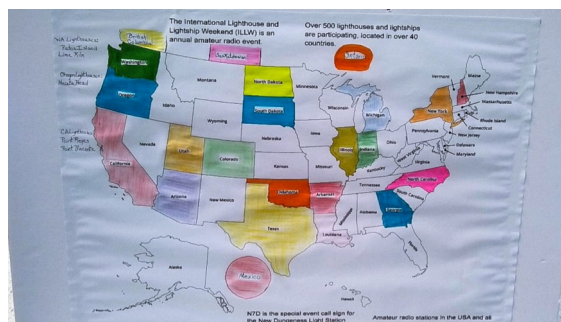 The International Lighthouse and
Lightship Weekend (ILLW) is an
annual amateur radio event.
Over 500 lighthouses and lightships
are participating, located in over 40
countries.
British
Columbia
Saskatchewan
Washington
Oregon
California
Nevada
Idaho
Montana
Wyoming
Utah
Arizona
Colorado
New Mexico
North Dakota
South Dakota
Nebraska
Kansas
Oklahoma
Texas
Minnesota
Iowa
Missouri
Arkansas
Louisiana
Wisconsin
Illinois
Michigan
Indiana
Ohio
Kentucky
Tennessee
Mississippi
Alabama
Georgia
Florida
South Carolina
North Carolina
Virginia
West Virginia
Pennsylvania
New York
Vermont
Maine
New Hampshire
Massachusetts
Rhode Island
Connecticut
New Jersey
Delaware
Maryland
Alaska
Mexico
Hawaii
N7D is the special event call sign for
the New Dungeness Light Station
Amateur radio stations in the USA and all